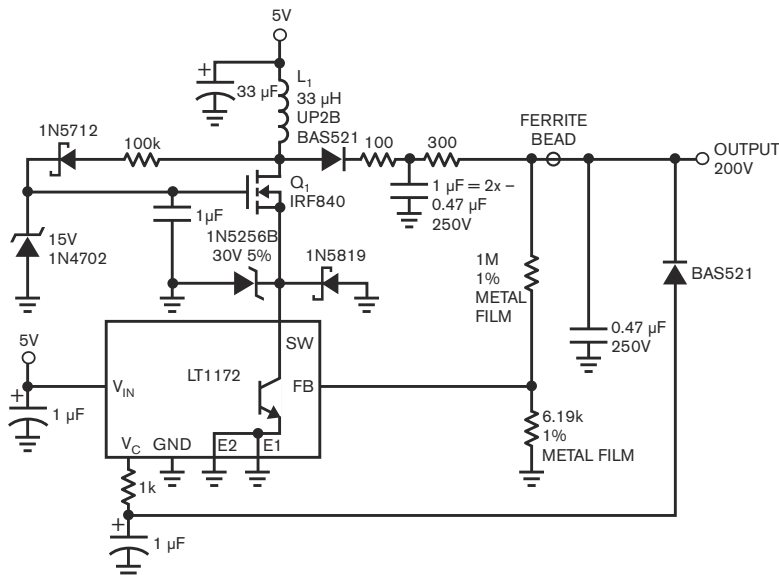 5V
+
33 µF
L1
33 µH
UP2B
BAS521
1N5712
100k
100
300
FERRITE
BEAD
OUTPUT
200V
Q1
IRF840
1 µF = 2x –
0.47 µF
250V
1µF
15V
1N4702
1N5256B
30V 5%
1N5819
1M
1%
METAL
FILM
BAS521
0.47 µF
250V
5V
+
1 µF
VIN
SW
LT1172
FB
VC
GND
E2
E1
6.19k
1%
METAL FILM
1k
+
1 µF